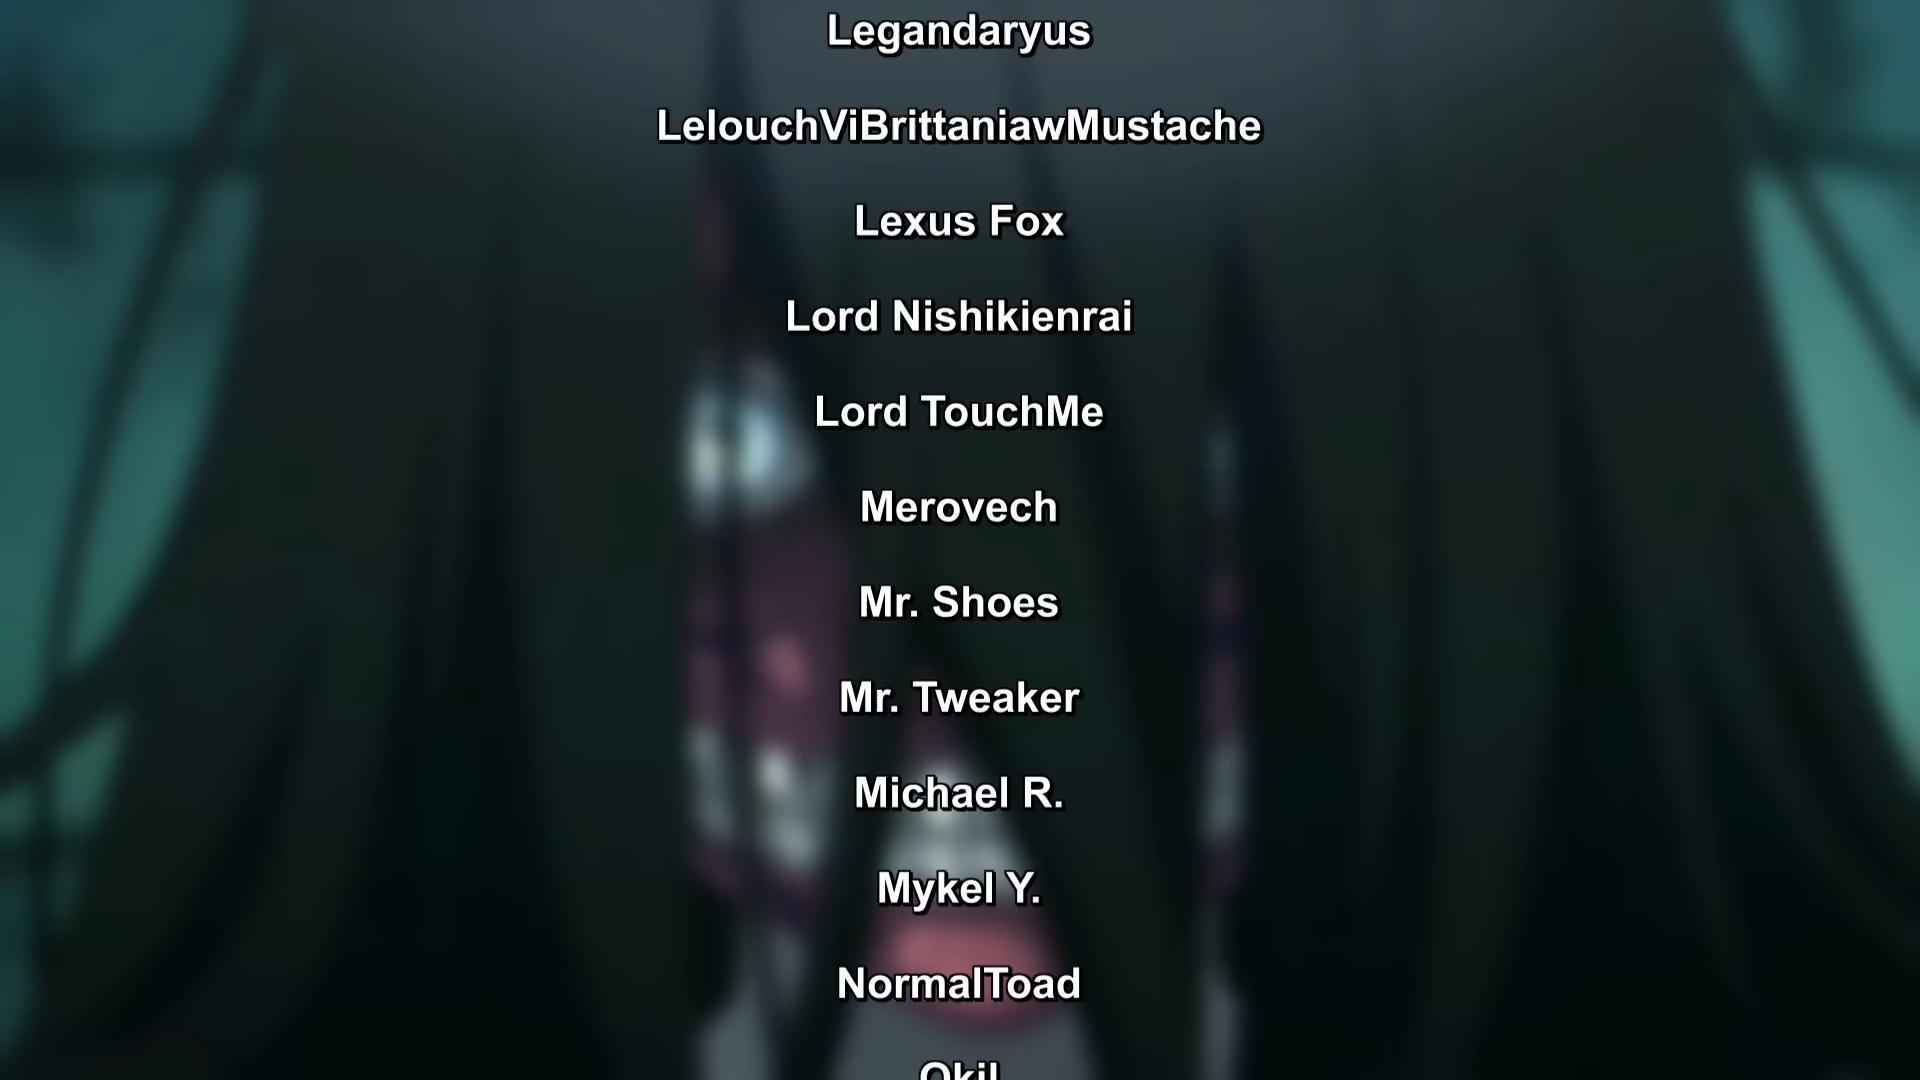 Legandaryus
LelouchViBrittaniawMustache
Lexus Fox
Lord Nishikienrai
Lord TouchMe
Merovech
Mr. Shoes
Mr. Tweaker
Michael R.
Mykel Y.
NormalToad